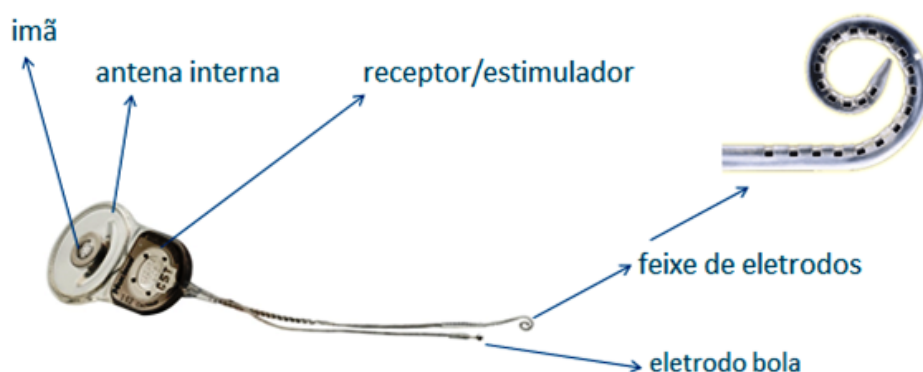 imã
antena interna
receptor/estimulador
feixe de eletrodos
eletrodo bola